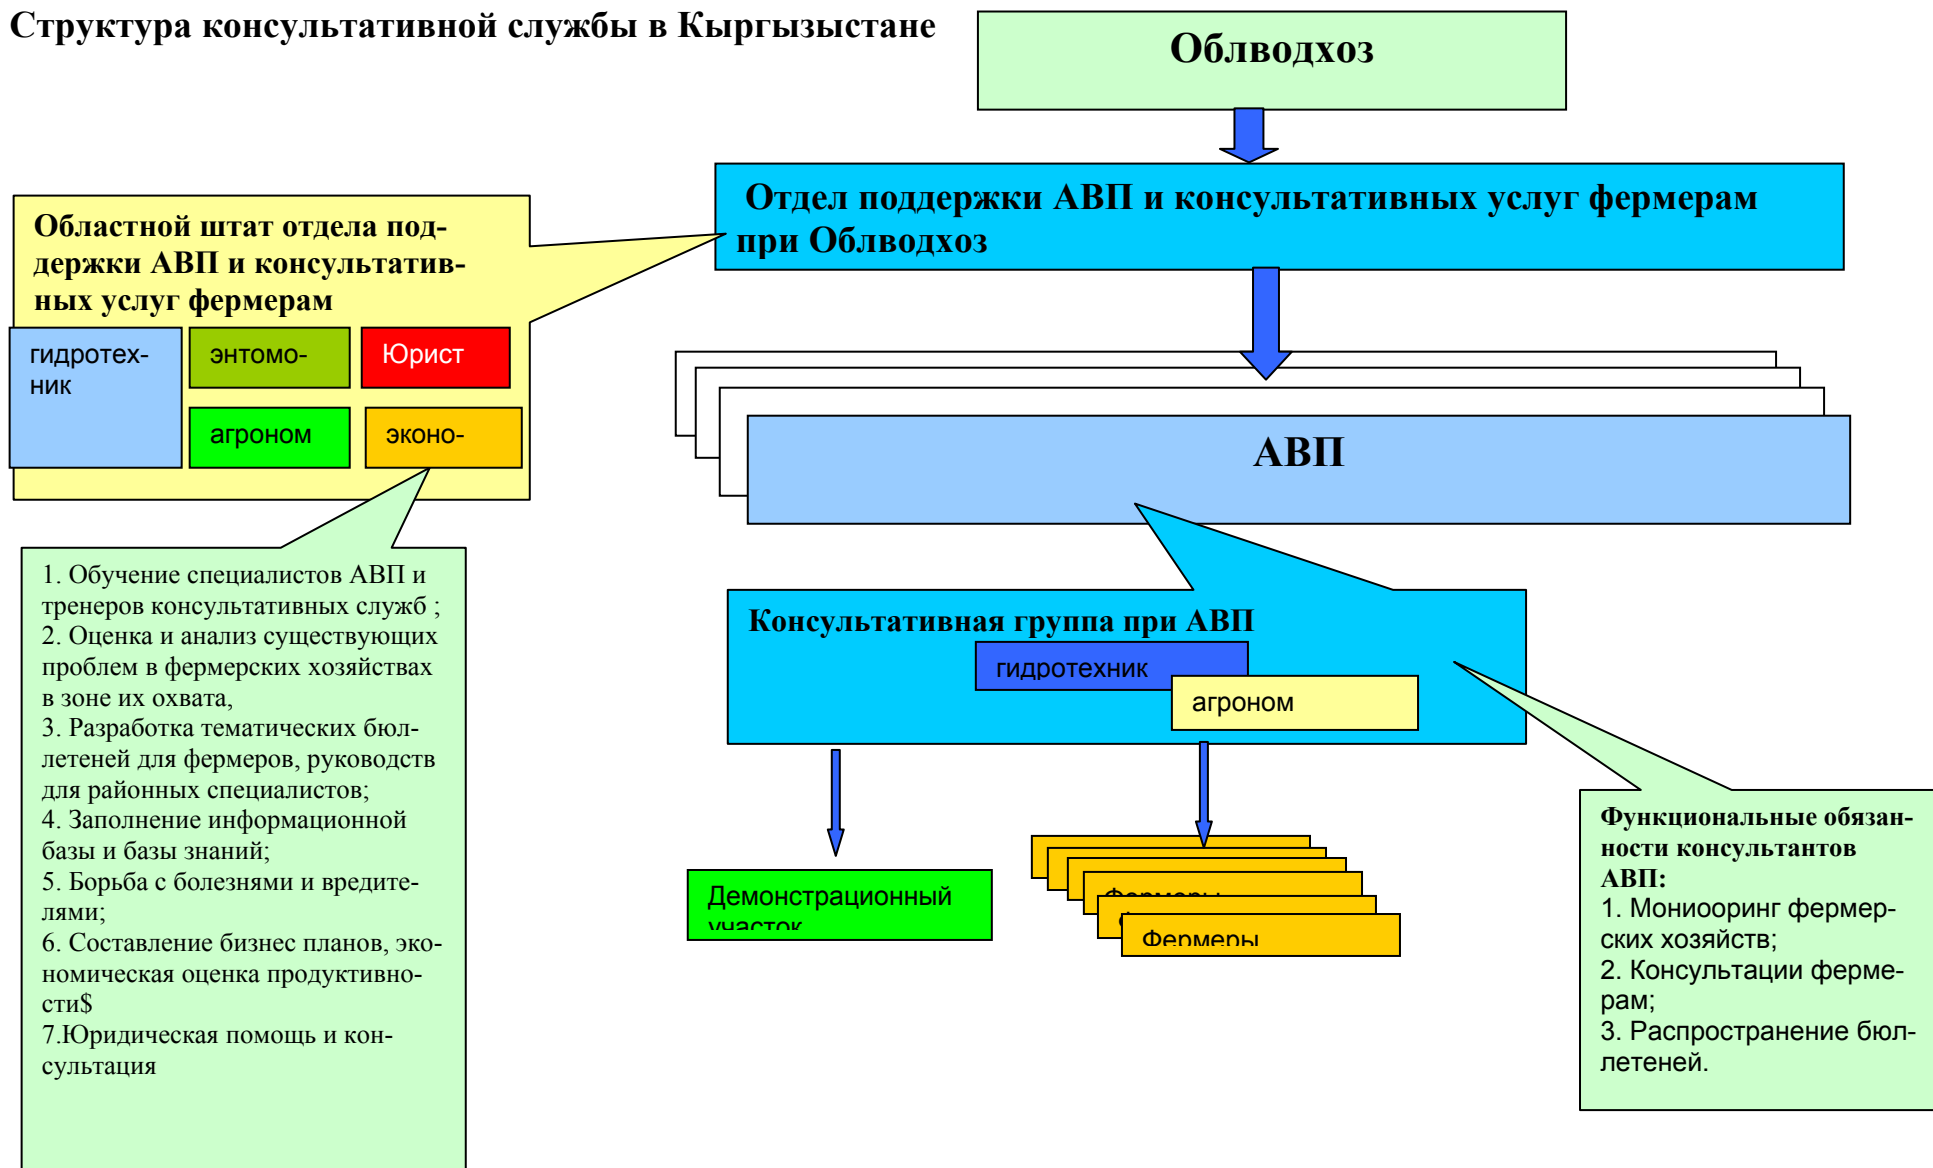 Структура консультативной службы в Кыргызыстане
Облводхоз
Отдел поддержки АВП и консультативных услуг фермерам
при Облводхоз
Областной штат отдела под-
держки АВП и консультатив-
ных услуг фермерам
гидротех-
ник
энтомо-
Юрист
агроном
эконо-
АВП
1. Обучение специалистов АВП и
тренеров консультативных служб ;
2. Оценка и анализ существующих
проблем в фермерских хозяйствах
в зоне их охвата,
3. Разработка тематических бюл-
летеней для фермеров, руководств
для районных специалистов;
4. Заполнение информационной
базы и базы знаний;
5. Борьба с болезнями и вредите-
лями;
6. Составление бизнес планов, эко-
номическая оценка продуктивно-
сти$
7.Юридическая помощь и кон-
сультация
Консультативная группа при АВП
гидротехник
агроном
Демонстрационный
участок
Фермеры
Фермеры
Функциональные обязан-
ности консультантов
АВП:
1. Мониооринг фермер-
ских хозяйств;
2. Консультации ферме-
рам;
3. Распространение бюл-
летеней.